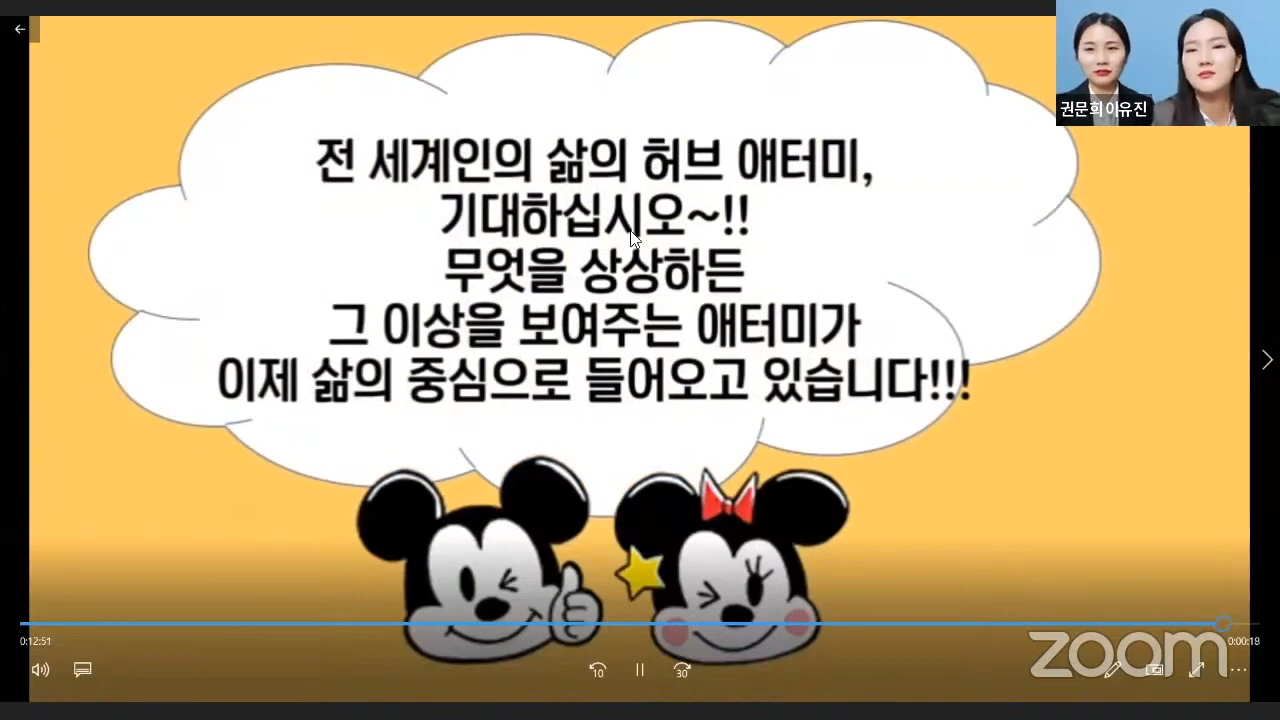 권문희 이유진
전 세계인의 삶의 허브 애터미,
기대하십시오~!!
무엇을 상상하든
그 이상을 보여주는 애터미가
이제 삶의 중심으로 들어오고 있습니다!!!
0:12:51
0:00:19
10
30
zoom